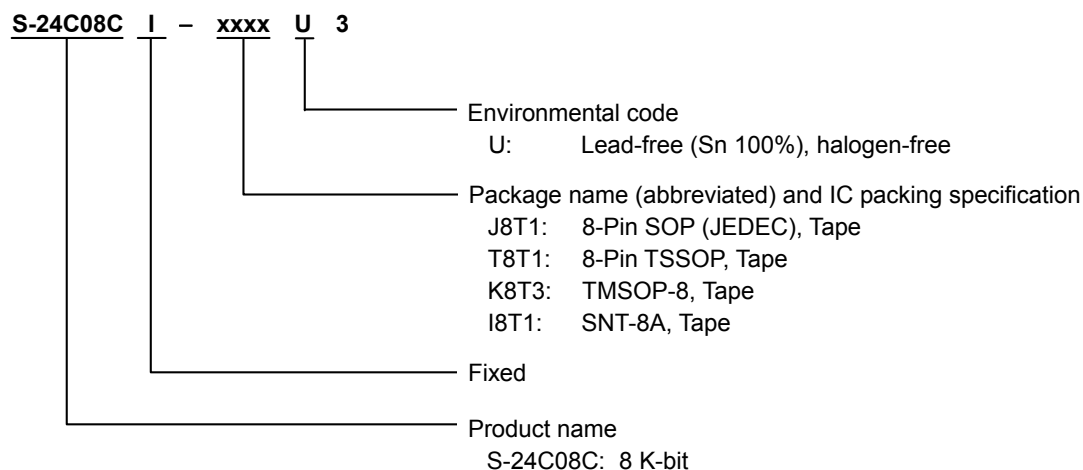 S-24C08C I – xxxx U 3
Environmental code
U: Lead-free (Sn 100%), halogen-free
Package name (abbreviated) and IC packing specification
J8T1: 8-Pin SOP (JEDEC), Tape
T8T1: 8-Pin TSSOP, Tape
K8T3: TMSOP-8, Tape
I8T1: SNT-8A, Tape
Fixed
Product name
S-24C08C: 8 K-bit